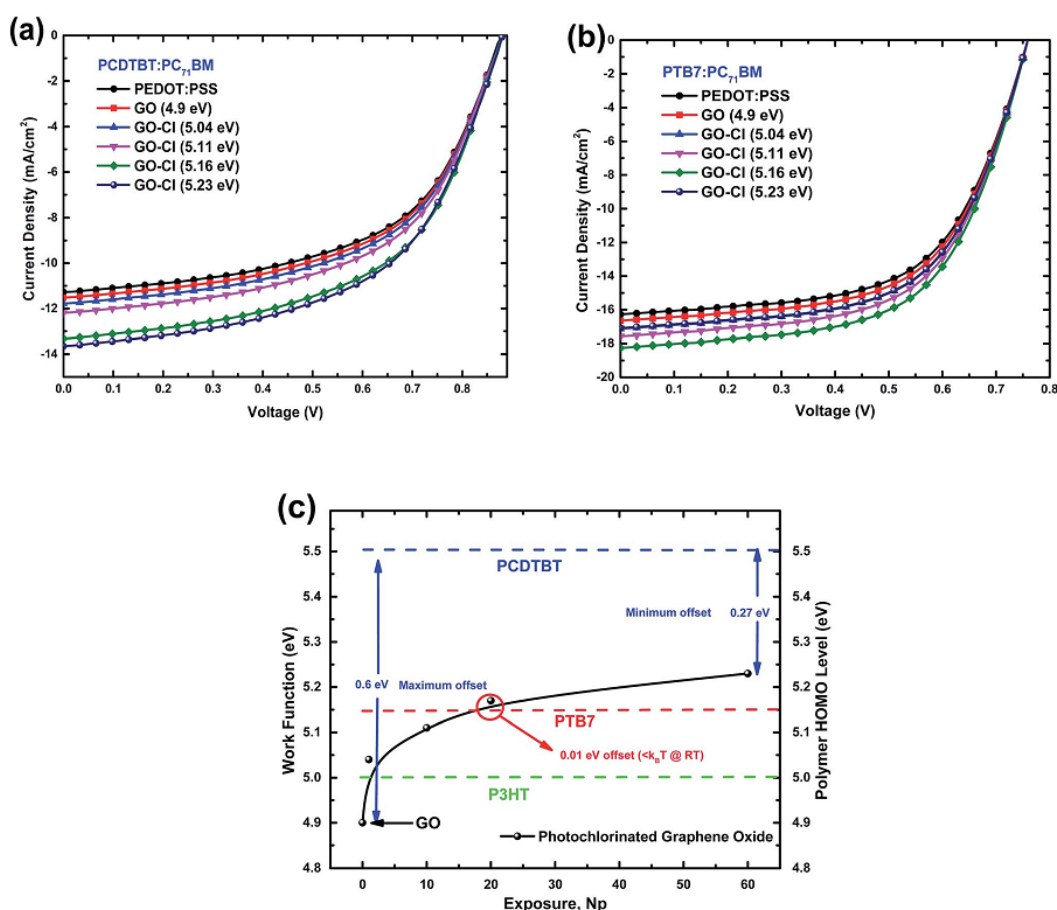 (a)
PCDTBT:PC71BM
PEDOT:PSS
GO (4.9 eV)
GO-Cl (5.04 eV)
GO-Cl (5.11 eV)
GO-Cl (5.16 eV)
GO-Cl (5.23 eV)
0
-2
-4
-6
-8
-10
-12
-14
Current Density (mA/cm²)
0.0 0.1 0.2 0.3 0.4 0.5 0.6 0.7 0.8
Voltage (V)
(b)
PTB7:PC71BM
PEDOT:PSS
GO (4.9 eV)
GO-Cl (5.04 eV)
GO-Cl (5.11 eV)
GO-Cl (5.16 eV)
GO-Cl (5.23 eV)
0
-2
-4
-6
-8
-10
-12
-14
-16
-18
-20
Current Density (mA/cm²)
0.0 0.1 0.2 0.3 0.4 0.5 0.6 0.7 0.8
Voltage (V)
(c)
5.5
5.4
5.3
5.2
5.1
5.0
4.9
4.8
Work Function (eV)
PCDTBT
Minimum offset 0.27 eV
0.6 eV Maximum offset
PTB7
0.01 eV offset (<kBT @ RT)
P3HT
GO
Photochlorinated Graphene Oxide
5.5
5.4
5.3
5.2
5.1
5.0
4.9
4.8
Polymer HOMO Level (eV)
0 10 20 30 40 50 60
Exposure, Np